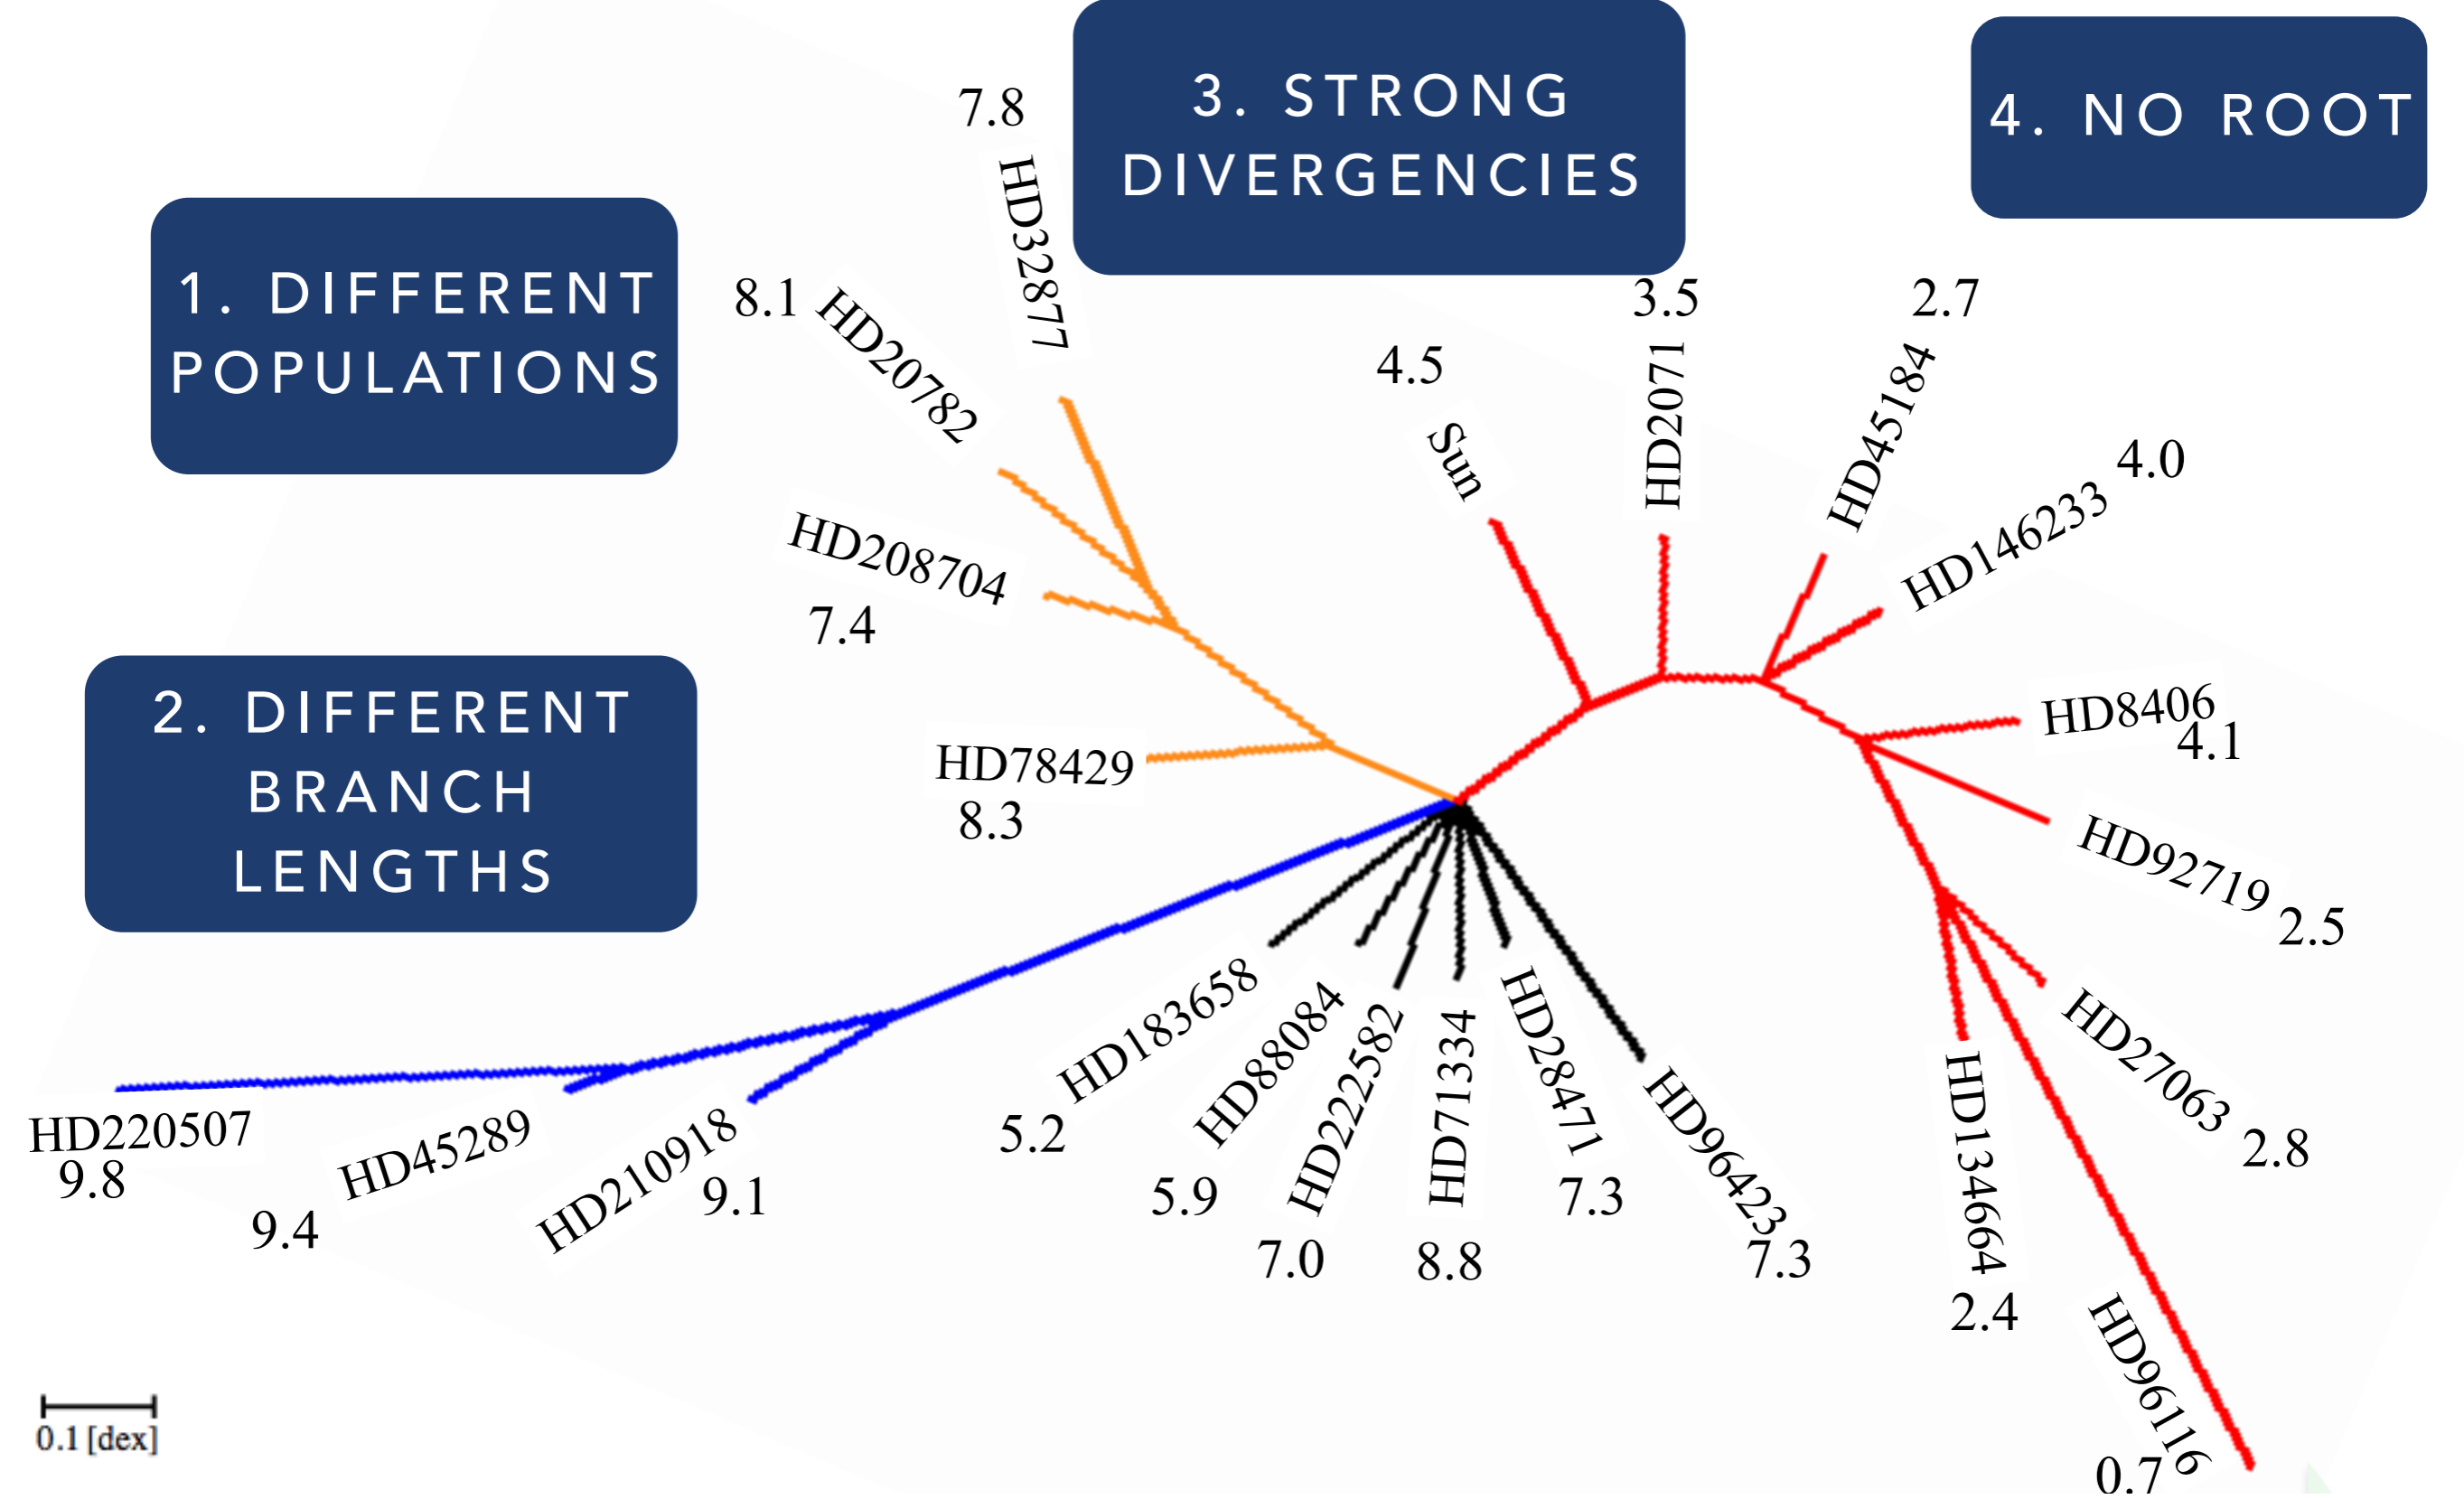 3. STRONG
DIVERGENCIES
4. NO ROOT
1. DIFFERENT
POPULATIONS
2. DIFFERENT
BRANCH
LENGTHS
7.8
HD32877
8.1
HD20782
HD208704
7.4
HD78429
8.3
4.5
Sun
3.5
HD2071
2.7
HD45184
4.0
HD146233
HD8406
4.1
HD92719
2.5
HD27063
2.8
HD134664
2.4
HD96116
0.7
HD220507
9.8
HD45289
9.4
HD210918
9.1
HD183658
5.2
HD88084
5.9
HD222582
7.0
HD71334
8.8
HD28471
7.3
HD96423
7.3
0.1 [dex]